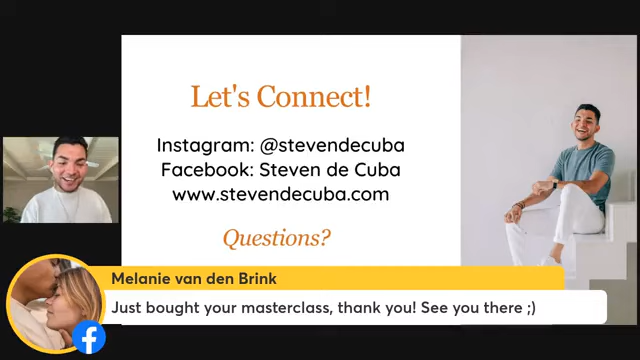 Let's Connect!
Instagram: @stevendecuba
Facebook: Steven de Cuba
www.stevendecuba.com
Questions?
Melanie van den Brink
Just bought your masterclass, thank you! See you there ;)